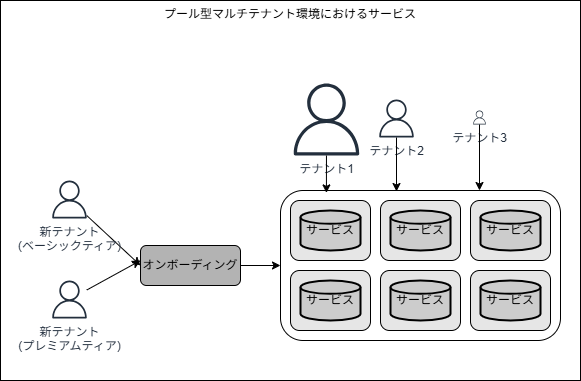 プール型マルチテナント環境におけるサービス
テナント1
テナント2
テナント3
新テナント
(ベーシックティア)
オンボーディング
新テナント
(プレミアムティア)
サービス
サービス
サービス
サービス
サービス
サービス